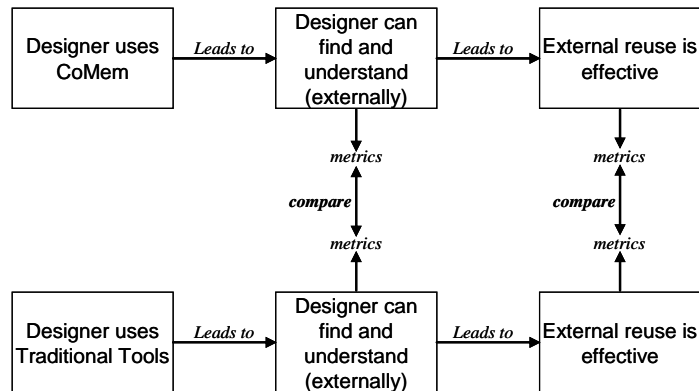 Designer uses
CoMem
Leads to
Designer can
find and
understand
(externally)
Leads to
External reuse is
effective
metrics
metrics
compare
compare
metrics
metrics
Designer uses
Traditional Tools
Leads to
Designer can
find and
understand
(externally)
Leads to
External reuse is
effective